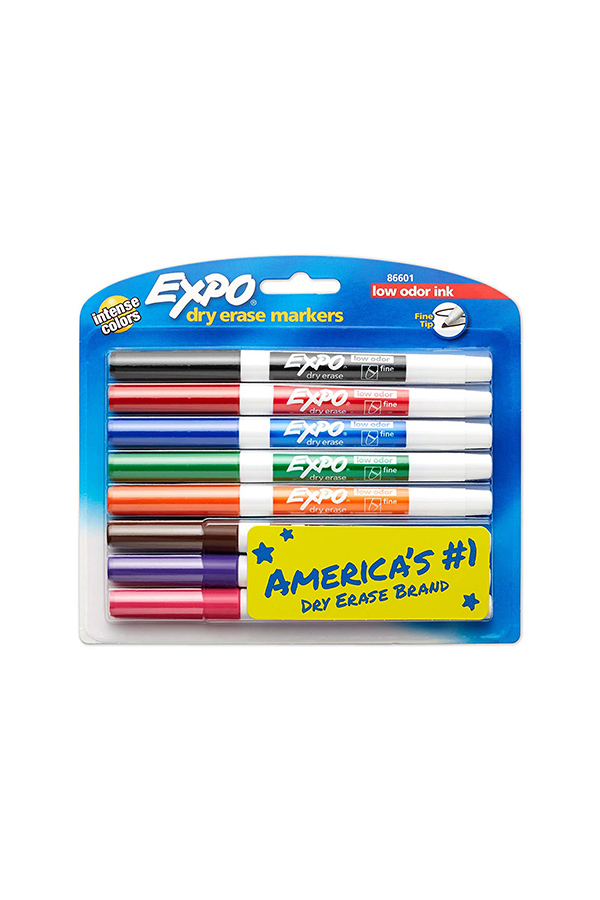 EXPO®
dry erase markers
intense
colors
86601
low odor ink
Fine
Tip
EXPO® low odor
dry erase fine
EXPO® low odor
dry erase fine
EXPO® low odor
dry erase fine
EXPO® low odor
dry erase fine
EXPO® low odor
dry erase fine
AMERICA'S #1
DRY ERASE BRAND